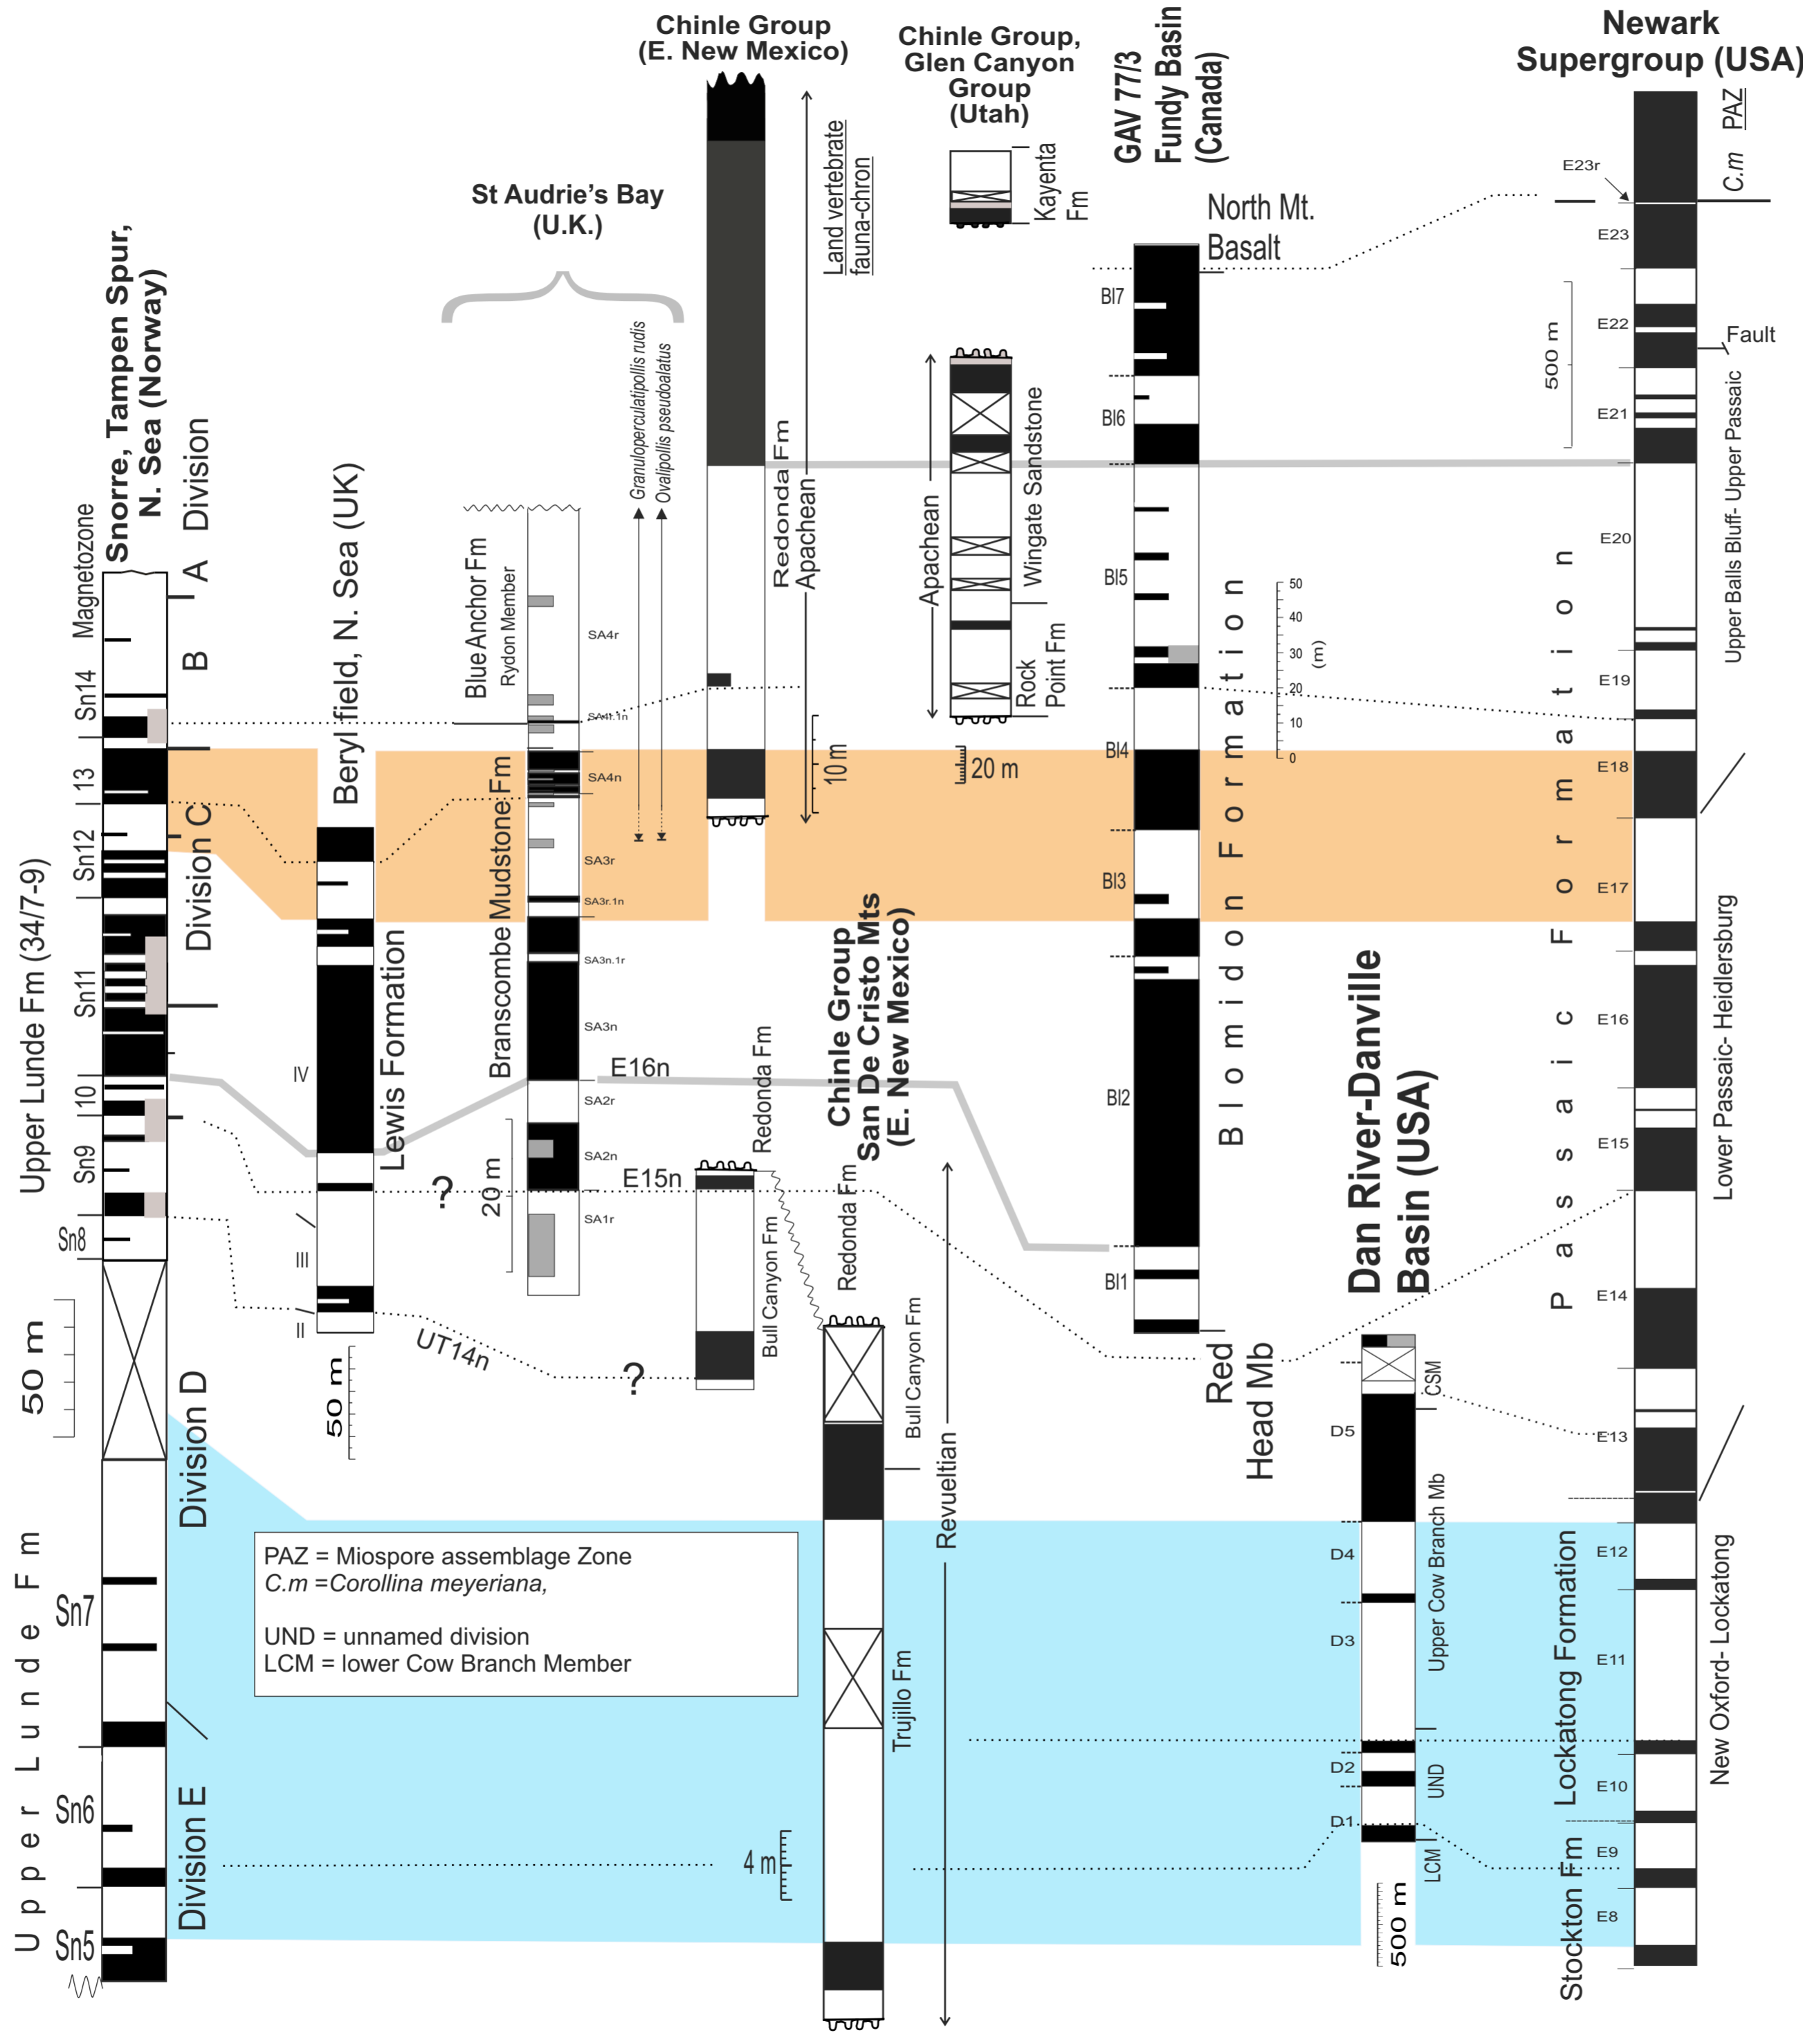 Chinle Group
(E. New Mexico)
Chinle Group,
Glen Canyon
Group
(Utah)
GAV 77/3
Fundy Basin
(Canada)
Newark
Supergroup (USA)
Snorre, Tampen Spur,
N. Sea (Norway)
Beryl field, N. Sea (UK)
St Audrie's Bay
(U.K.)
Magnetozone
Division
A
B
Division C
Division D
Division E
Upper Lunde Fm (34/7-9)
Upper Lunde Fm
Sn14
13
Sn12
Sn11
10
Sn9
Sn8
Sn7
Sn6
Sn5
50 m
IV
III
II
Lewis Formation
50 m
UT14n
?
Blue Anchor Fm
Rydon Member
Branscombe Mudstone Fm
SA4r
SA4r.1n
SA4n
SA3r
SA3r.1n
SA3n.1r
SA3n
SA2r
SA2n
SA1r
20 m
Granuloperculatipollis rudis
Ovalipollis pseudoalatus
E16n
E15n
?
?
Land vertebrate
fauna-chron
Redonda Fm
Apachean
10 m
Redonda Fm
Bull Canyon Fm
Chinle Group
San De Cristo Mts
(E. New Mexico)
Redonda Fm
Bull Canyon Fm
Trujillo Fm
Revueltian
4 m
Kayenta
Fm
Apachean
Wingate Sandstone
Rock
Point Fm
20 m
North Mt.
Basalt
Bl7
Bl6
Bl5
Bl4
Bl3
Bl2
Bl1
Blomidon Formation
50
40
30
20
10
0
(m)
Red
Head Mb
Dan River-Danville
Basin (USA)
D5
D4
D3
D2
D1
CSM
Upper Cow Branch Mb
UND
LCM
500 m
PAZ
C.m
E23r
E23
E22
E21
E20
E19
E18
E17
E16
E15
E14
E13
E12
E11
E10
E9
E8
500 m
Fault
Passaic Formation
Lockatong Formation
Stockton Fm
Upper Balls Bluff- Upper Passaic
Lower Passaic- Heidlersburg
New Oxford- Lockatong
PAZ = Miospore assemblage Zone
C.m =Corollina meyeriana,
UND = unnamed division
LCM = lower Cow Branch Member